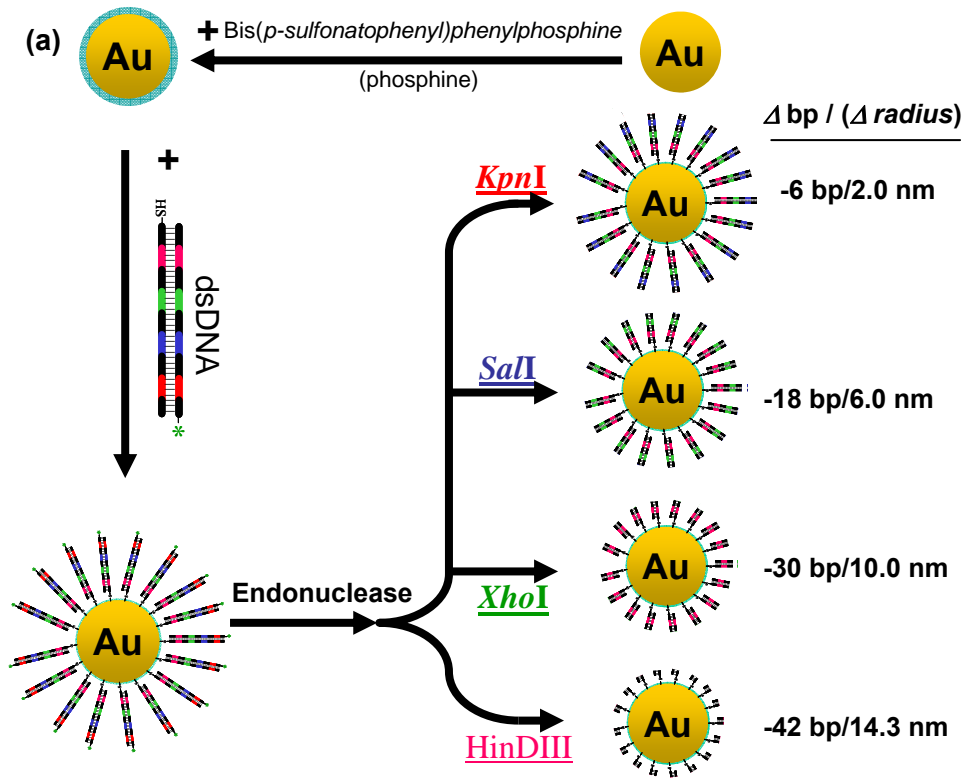 (a)
Au
+ Bis(p-sulfonatophenyl)phenylphosphine
(phosphine)
Au
Δ bp / (Δ radius)
+
HS
dsDNA
*
KpnI
Au
-6 bp/2.0 nm
SalI
Au
-18 bp/6.0 nm
Au
Endonuclease
XhoI
Au
-30 bp/10.0 nm
HinDIII
Au
-42 bp/14.3 nm